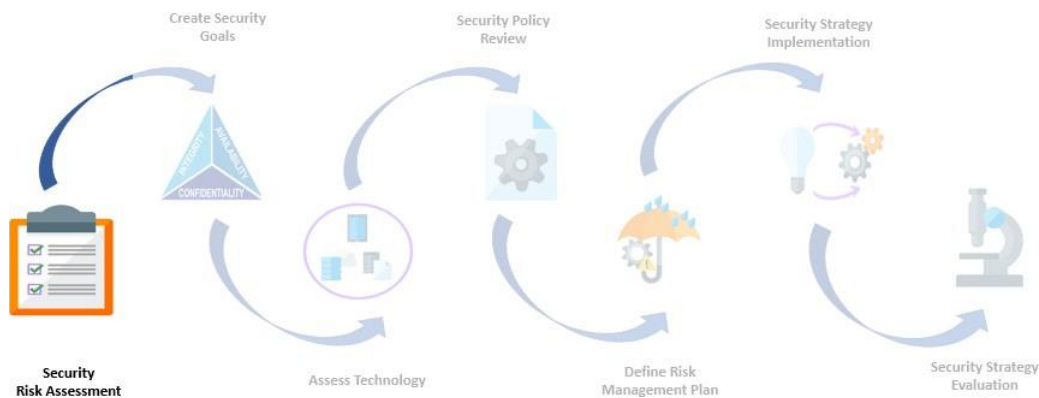 Create Security
Goals
Security Policy
Review
Security Strategy
Implementation
INTEGRITY
AVAILABILITY
CONFIDENTIALITY
Security
Risk Assessment
Assess Technology
Define Risk
Management Plan
Security Strategy
Evaluation